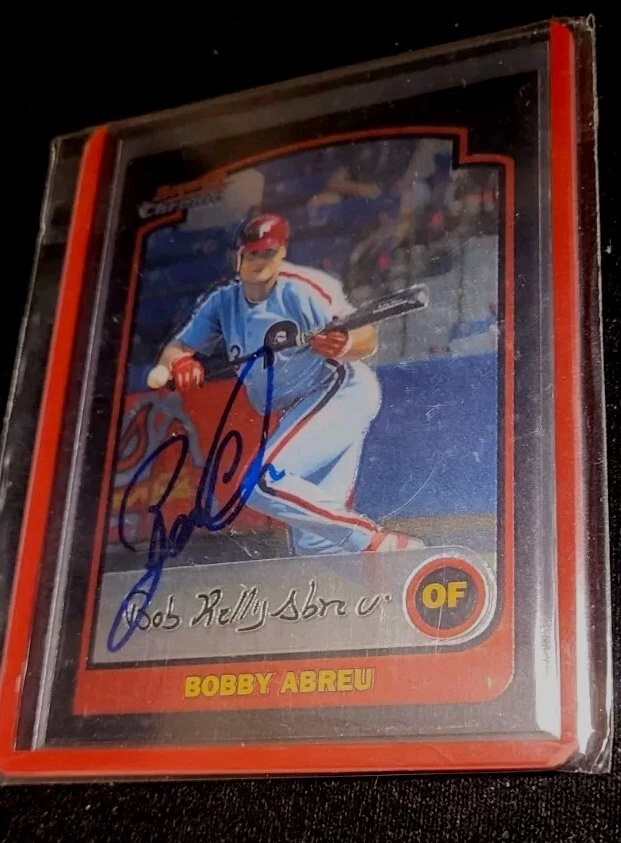 Bowman
Chrome
P
Bob Kelly Abreu
OF
BOBBY ABREU